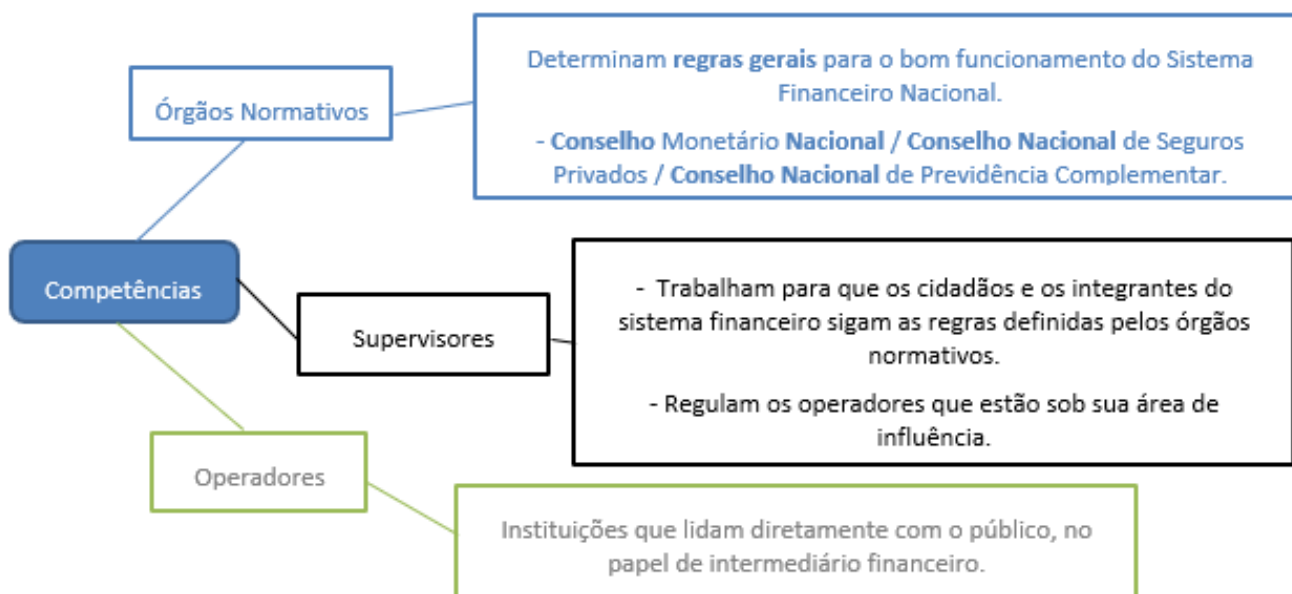 Determinam regras gerais para o bom funcionamento do Sistema
Financeiro Nacional.
- Conselho Monetário Nacional / Conselho Nacional de Seguros
Privados / Conselho Nacional de Previdência Complementar.
Órgãos Normativos
Competências
Supervisores
- Trabalham para que os cidadãos e os integrantes do
sistema financeiro sigam as regras definidas pelos órgãos
normativos.
- Regulam os operadores que estão sob sua área de
influência.
Operadores
Instituições que lidam diretamente com o público, no
papel de intermediário financeiro.